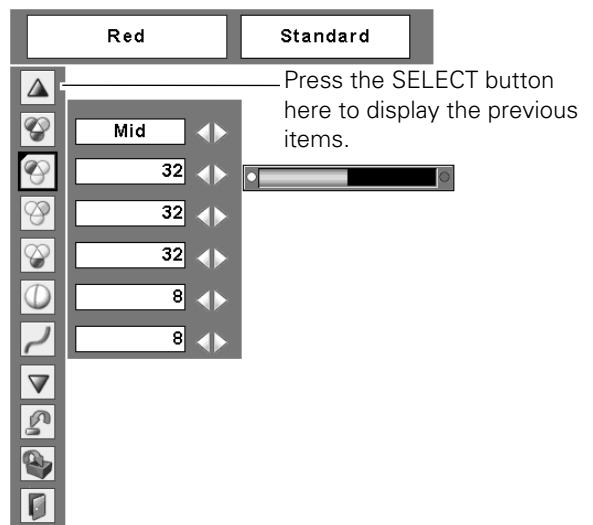 Red Standard
Press the SELECT button
here to display the previous
items.
Mid
32
32
32
8
8